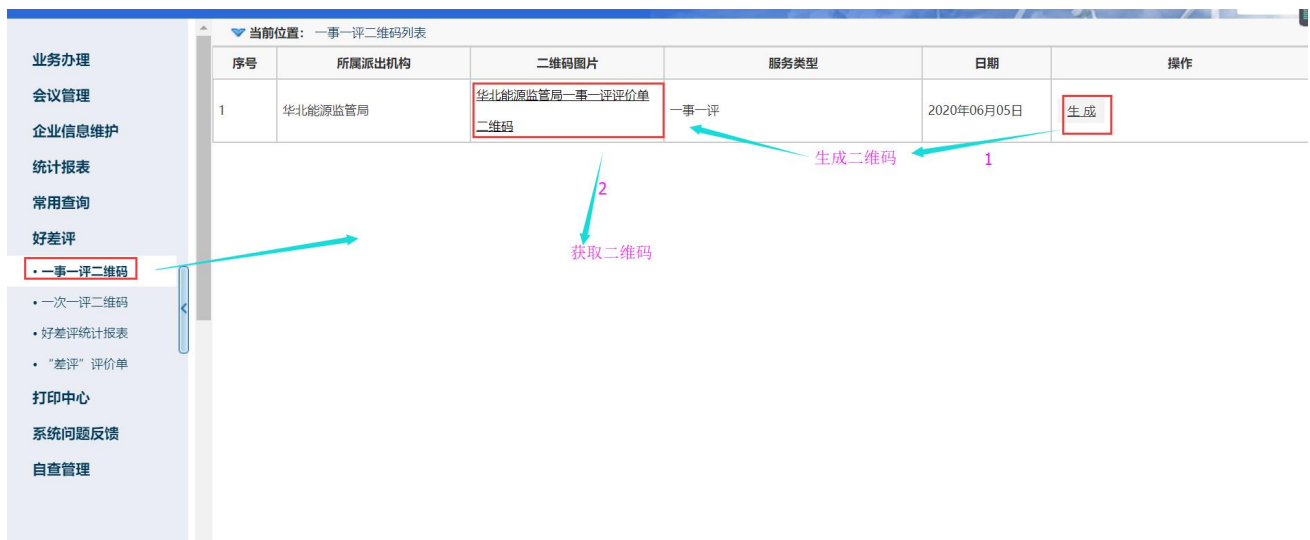 当前位置： 一事一评二维码列表
业务办理
会议管理
企业信息维护
统计报表
常用查询
好差评
•一事一评二维码
•一次一评二维码
•好差评统计报表
•“差评”评价单
打印中心
系统问题反馈
自查管理
序号 所属派出机构 二维码图片 服务类型 日期 操作
1 华北能源监管局 华北能源监管局一事一评评价单 一事一评 2020年06月05日 生 成
二维码
生成二维码 1
2
获取二维码